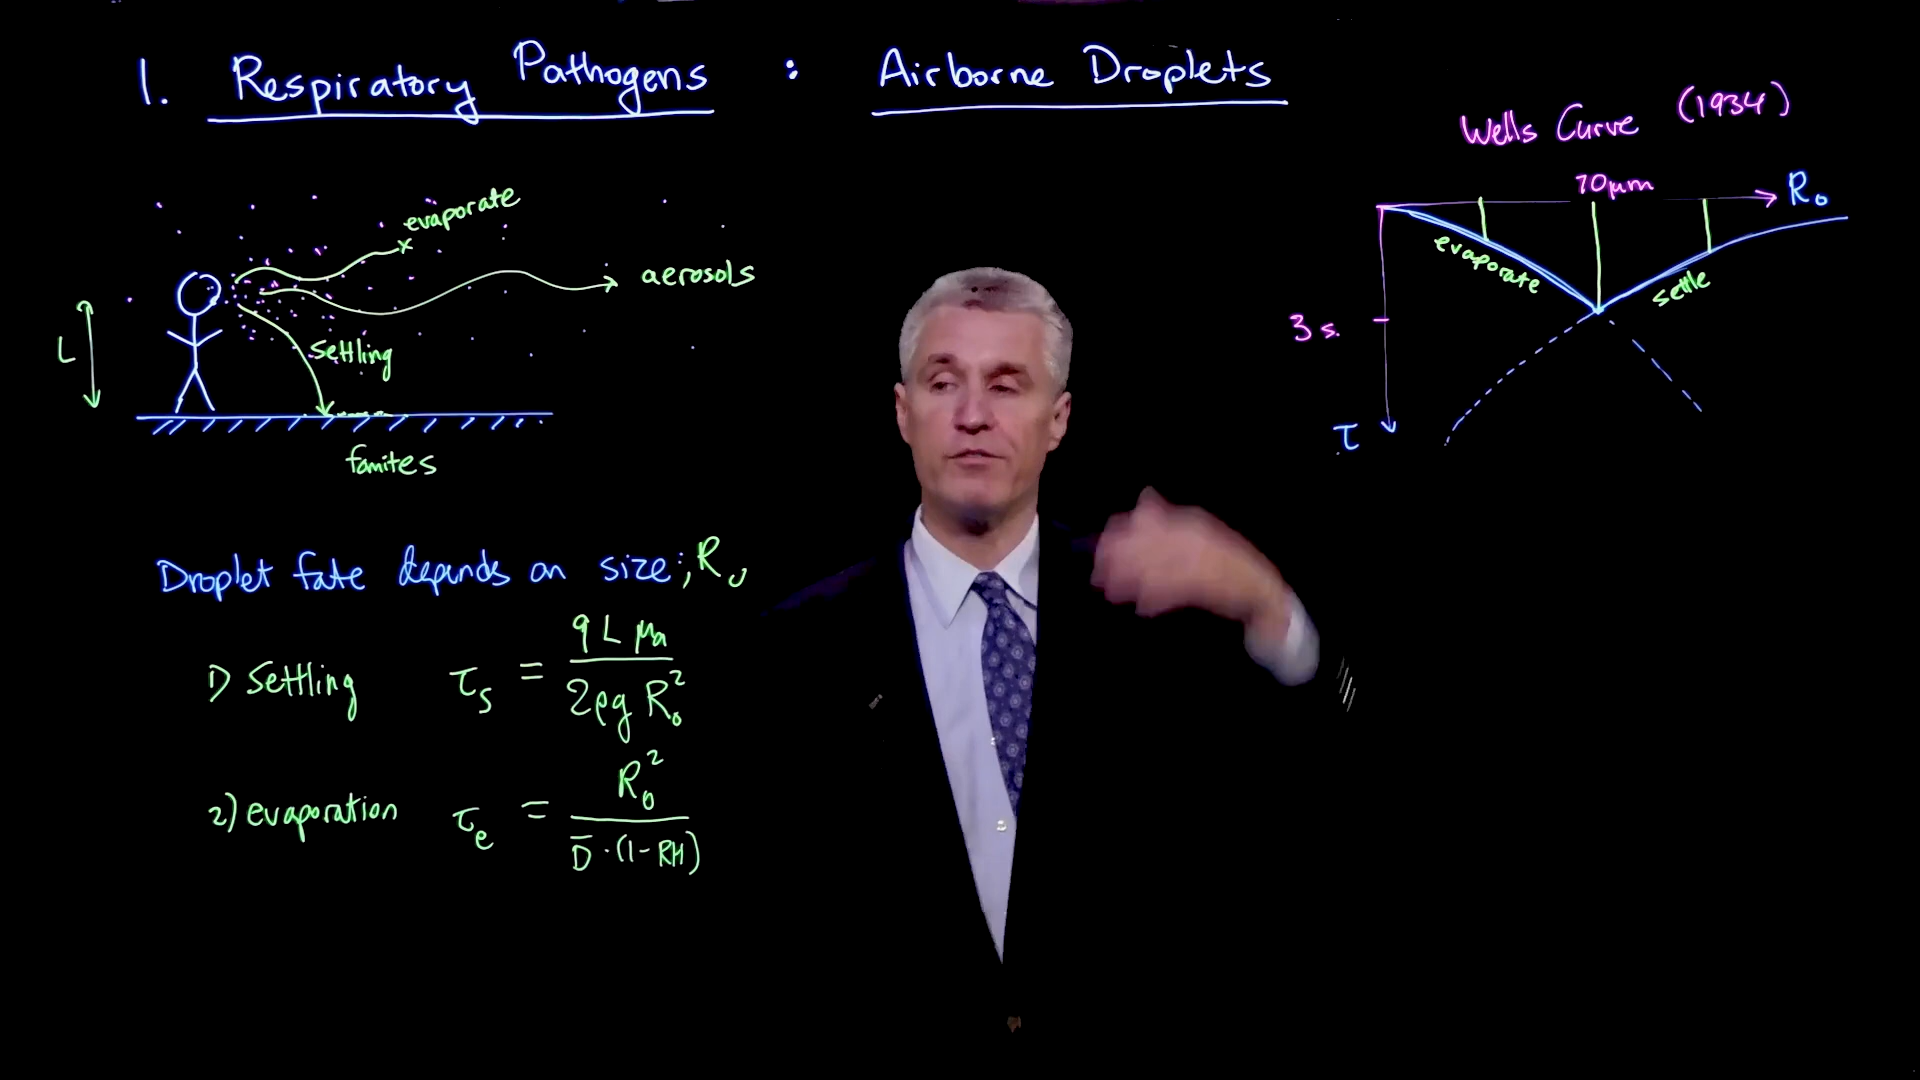 1. Respiratory Pathogens : Airborne Droplets
Wells Curve (1934)
70μm
R₀
evaporate
settle
3 s.
τ
evaporate
aerosols
L
settling
fomites
Droplet fate depends on size:, R₀
1) Settling τₛ = 9 L μₐ / 2ρg R₀²
2) evaporation τₑ = R₀² / D̅ · (1 - RH)